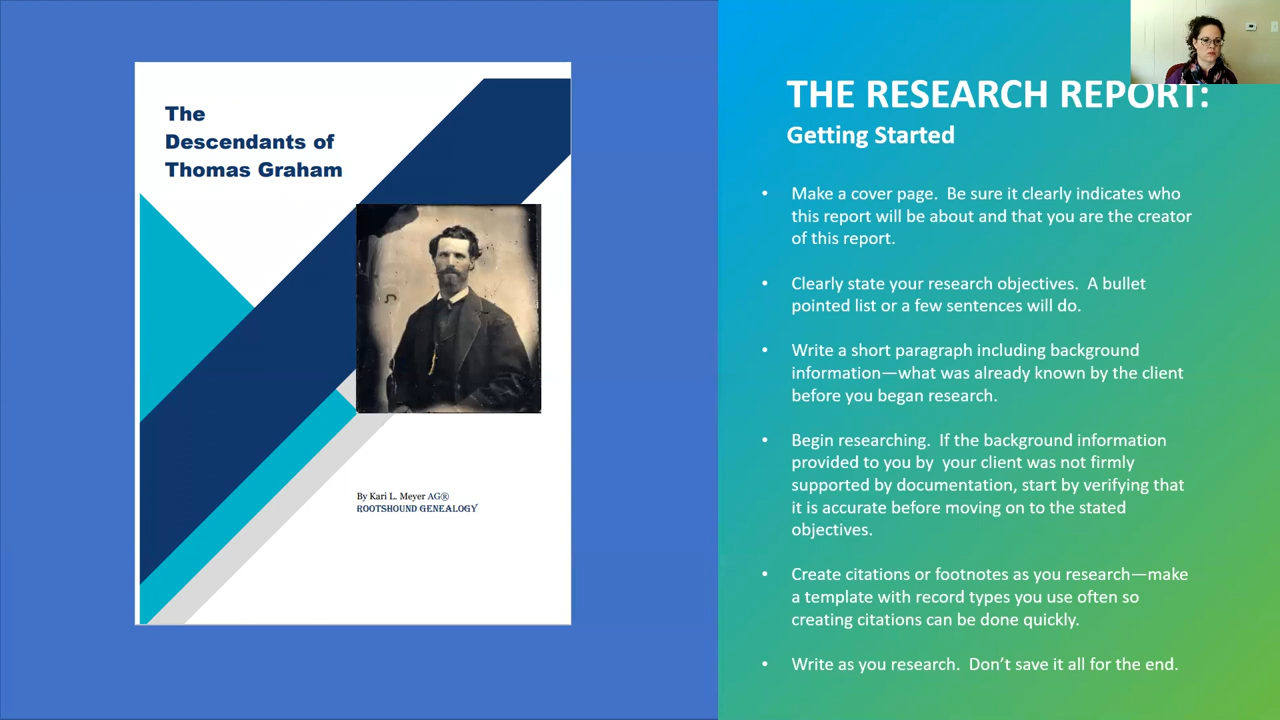 The
Descendants of
Thomas Graham
By Kari L. Meyer AG®
ROOTSHOUND GENEALOGY
THE RESEARCH REPORT:
Getting Started
• Make a cover page.  Be sure it clearly indicates who
this report will be about and that you are the creator
of this report.
• Clearly state your research objectives.  A bullet
pointed list or a few sentences will do.
• Write a short paragraph including background
information—what was already known by the client
before you began research.
• Begin researching.  If the background information
provided to you by  your client was not firmly
supported by documentation, start by verifying that
it is accurate before moving on to the stated
objectives.
• Create citations or footnotes as you research—make
a template with record types you use often so
creating citations can be done quickly.
• Write as you research.  Don’t save it all for the end.